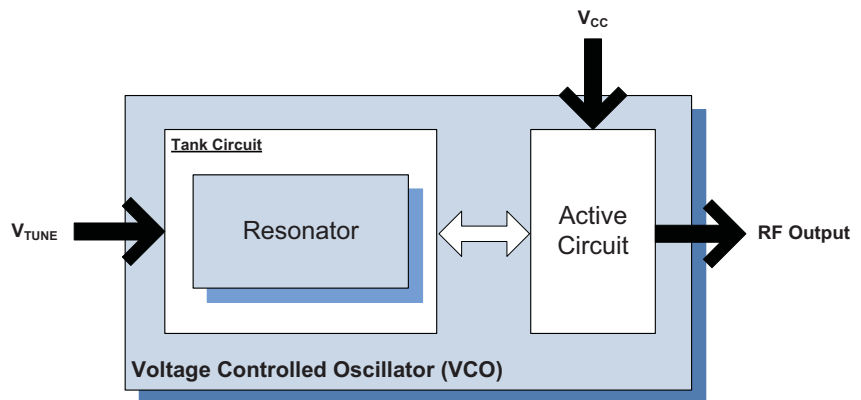 V_CC
Tank Circuit
V_TUNE
Resonator
Active
Circuit
RF Output
Voltage Controlled Oscillator (VCO)